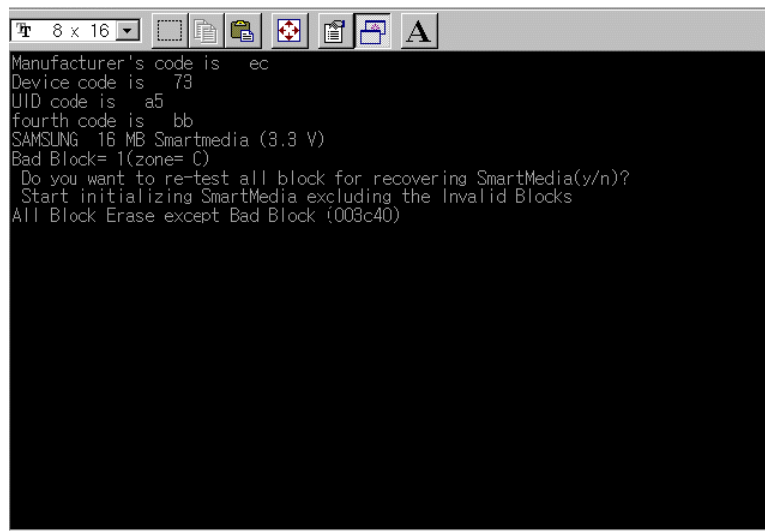 Tr 8 x 16
A
Manufacturer's code is   ec
Device code is   73
UID code is   a5
fourth code is   bb
SAMSUNG  16 MB Smartmedia (3.3 V)
Bad Block= 1(zone= C)
Do you want to re-test all block for recovering SmartMedia(y/n)?
Start initializing SmartMedia excluding the Invalid Blocks
All Block Erase except Bad Block (003c40)